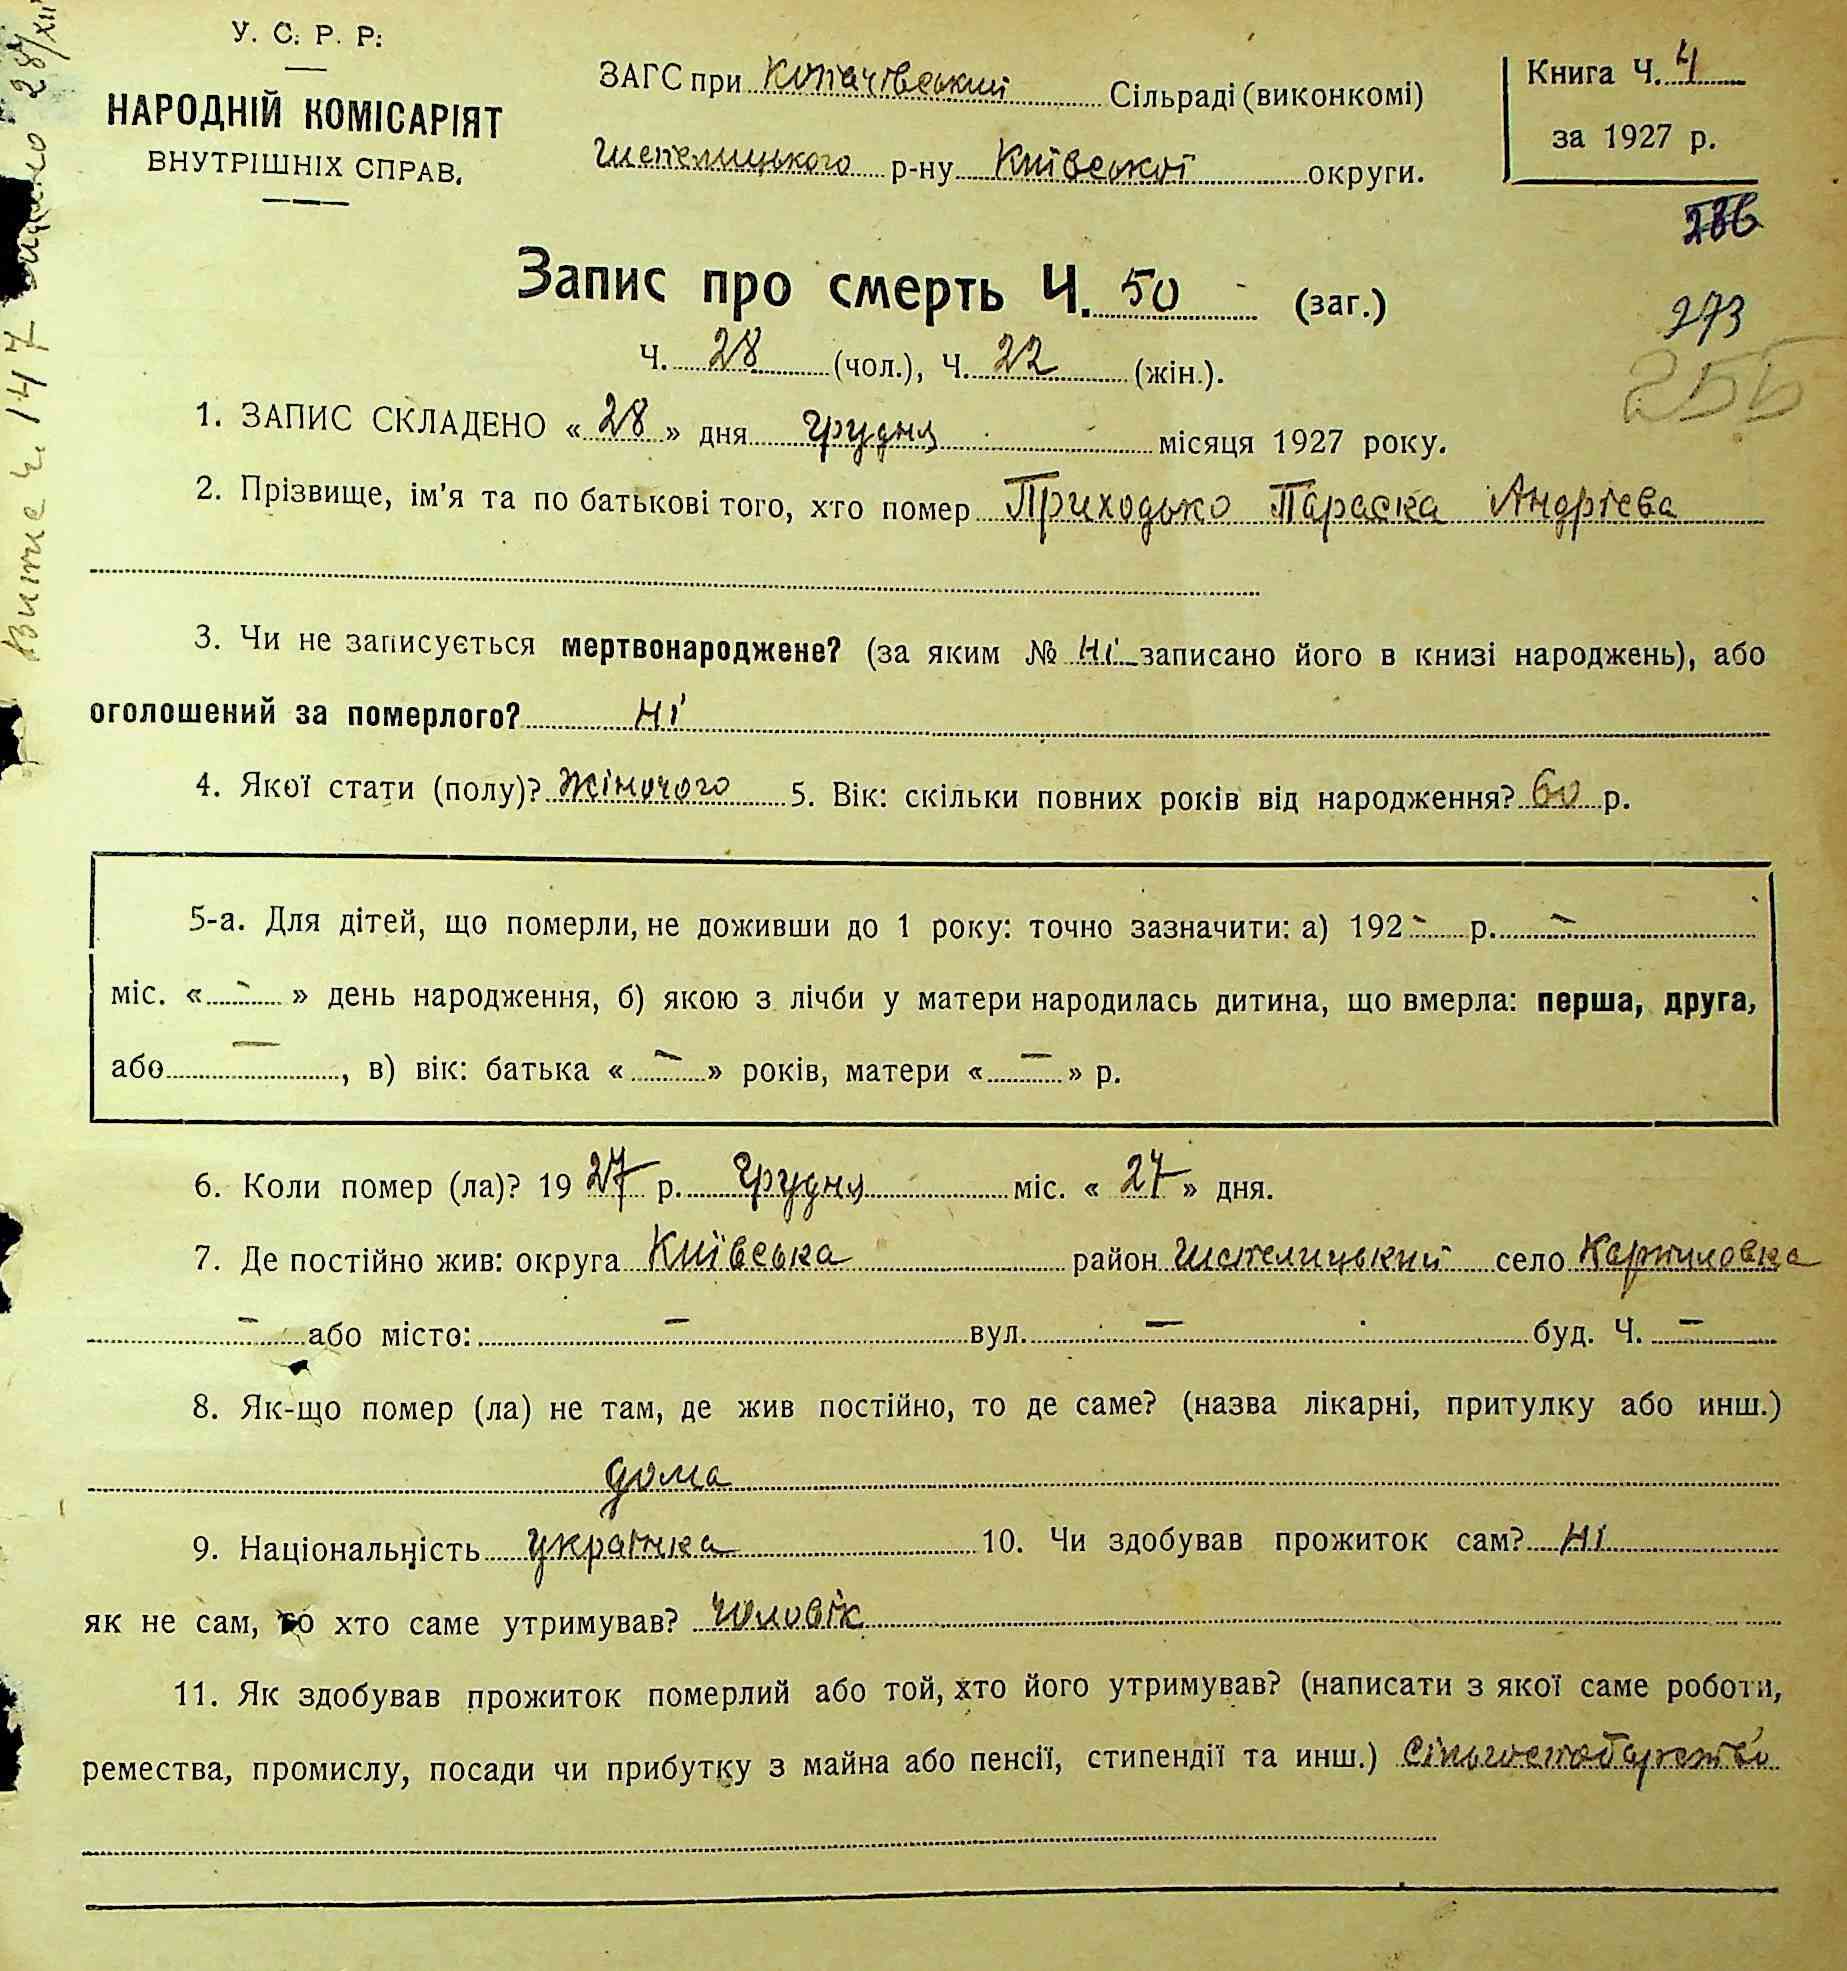 У. С. Р. Р.
НАРОДНІЙ КОМІСАРІЯТ
ВНУТРІШНІХ СПРАВ.
ЗАГС при Копачівський Сільраді (виконкомі)
Шепелицького р-ну Київської округи.
Книга Ч. 4
за 1927 р.
286
273
255
Запис про смерть Ч. 50 (заг.)
Ч. 28 (чол.), Ч. 22 (жін.).
1. ЗАПИС СКЛАДЕНО « 28 » дня грудня місяця 1927 року.
2. Прізвище, ім'я та по батькові того, хто помер Приходько Параска Андрієва
3. Чи не записується мертвонароджене? (за яким № ні записано його в книзі народжень), або
оголошений за померлого? ні
4. Якої стати (полу)? жіночого 5. Вік: скільки повних років від народження? 60 р.
5-а. Для дітей, що померли, не доживши до 1 року: точно зазначити: а) 192 – р. –
міс. « – » день народження, б) якою з лічби у матери народилась дитина, що вмерла: перша, друга,
або –, в) вік: батька « – » років, матери « – » р.
6. Коли помер (ла)? 19 27 р. грудня міс. « 27 » дня.
7. Де постійно жив: округа Київська район Шепелицький село Карпиловка
– або місто: – вул. – буд. Ч. –
8. Як-що помер (ла) не там, де жив постійно, то де саме? (назва лікарні, притулку або инш.)
дома
9. Національність українка 10. Чи здобував прожиток сам? ні
як не сам, то хто саме утримував? чоловік
11. Як здобував прожиток померлий або той, хто його утримував? (написати з якої саме роботи,
ремества, промислу, посади чи прибутку з майна або пенсії, стипендії та инш.)